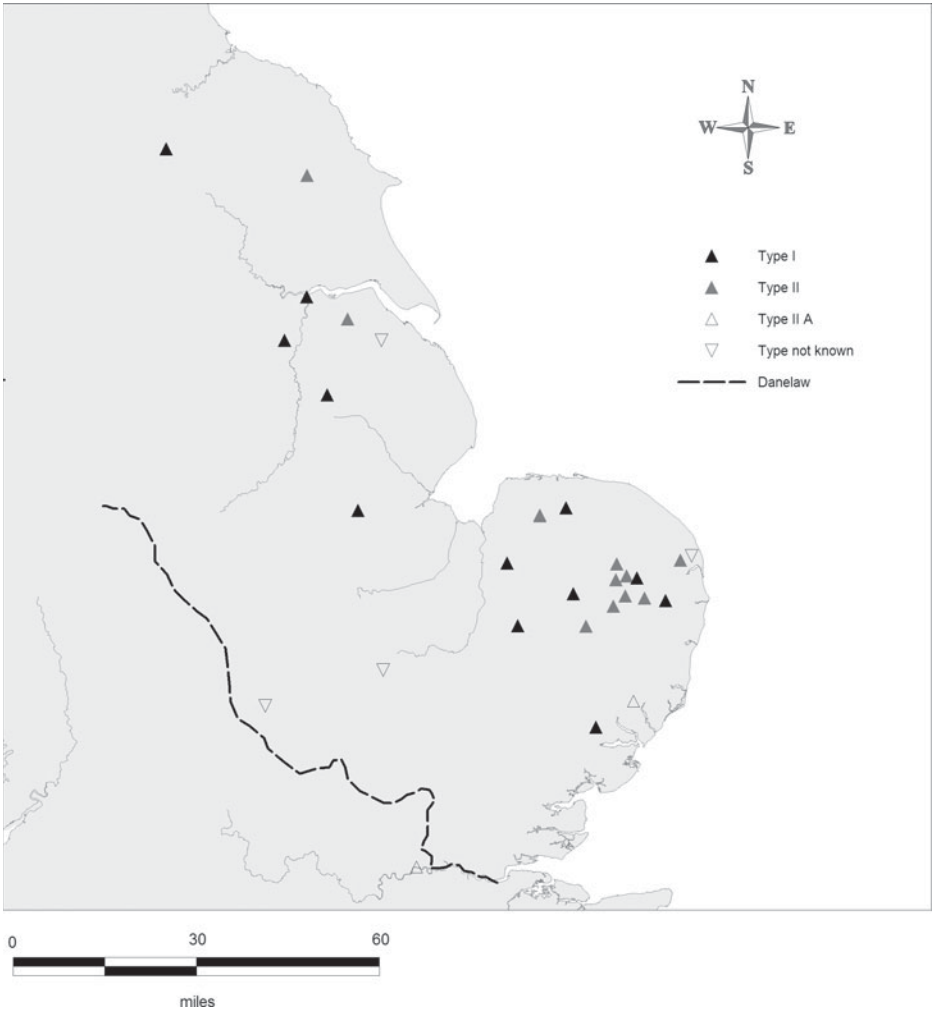 N
W E
S
Type I
Type II
Type II A
Type not known
Danelaw
0 30 60
miles